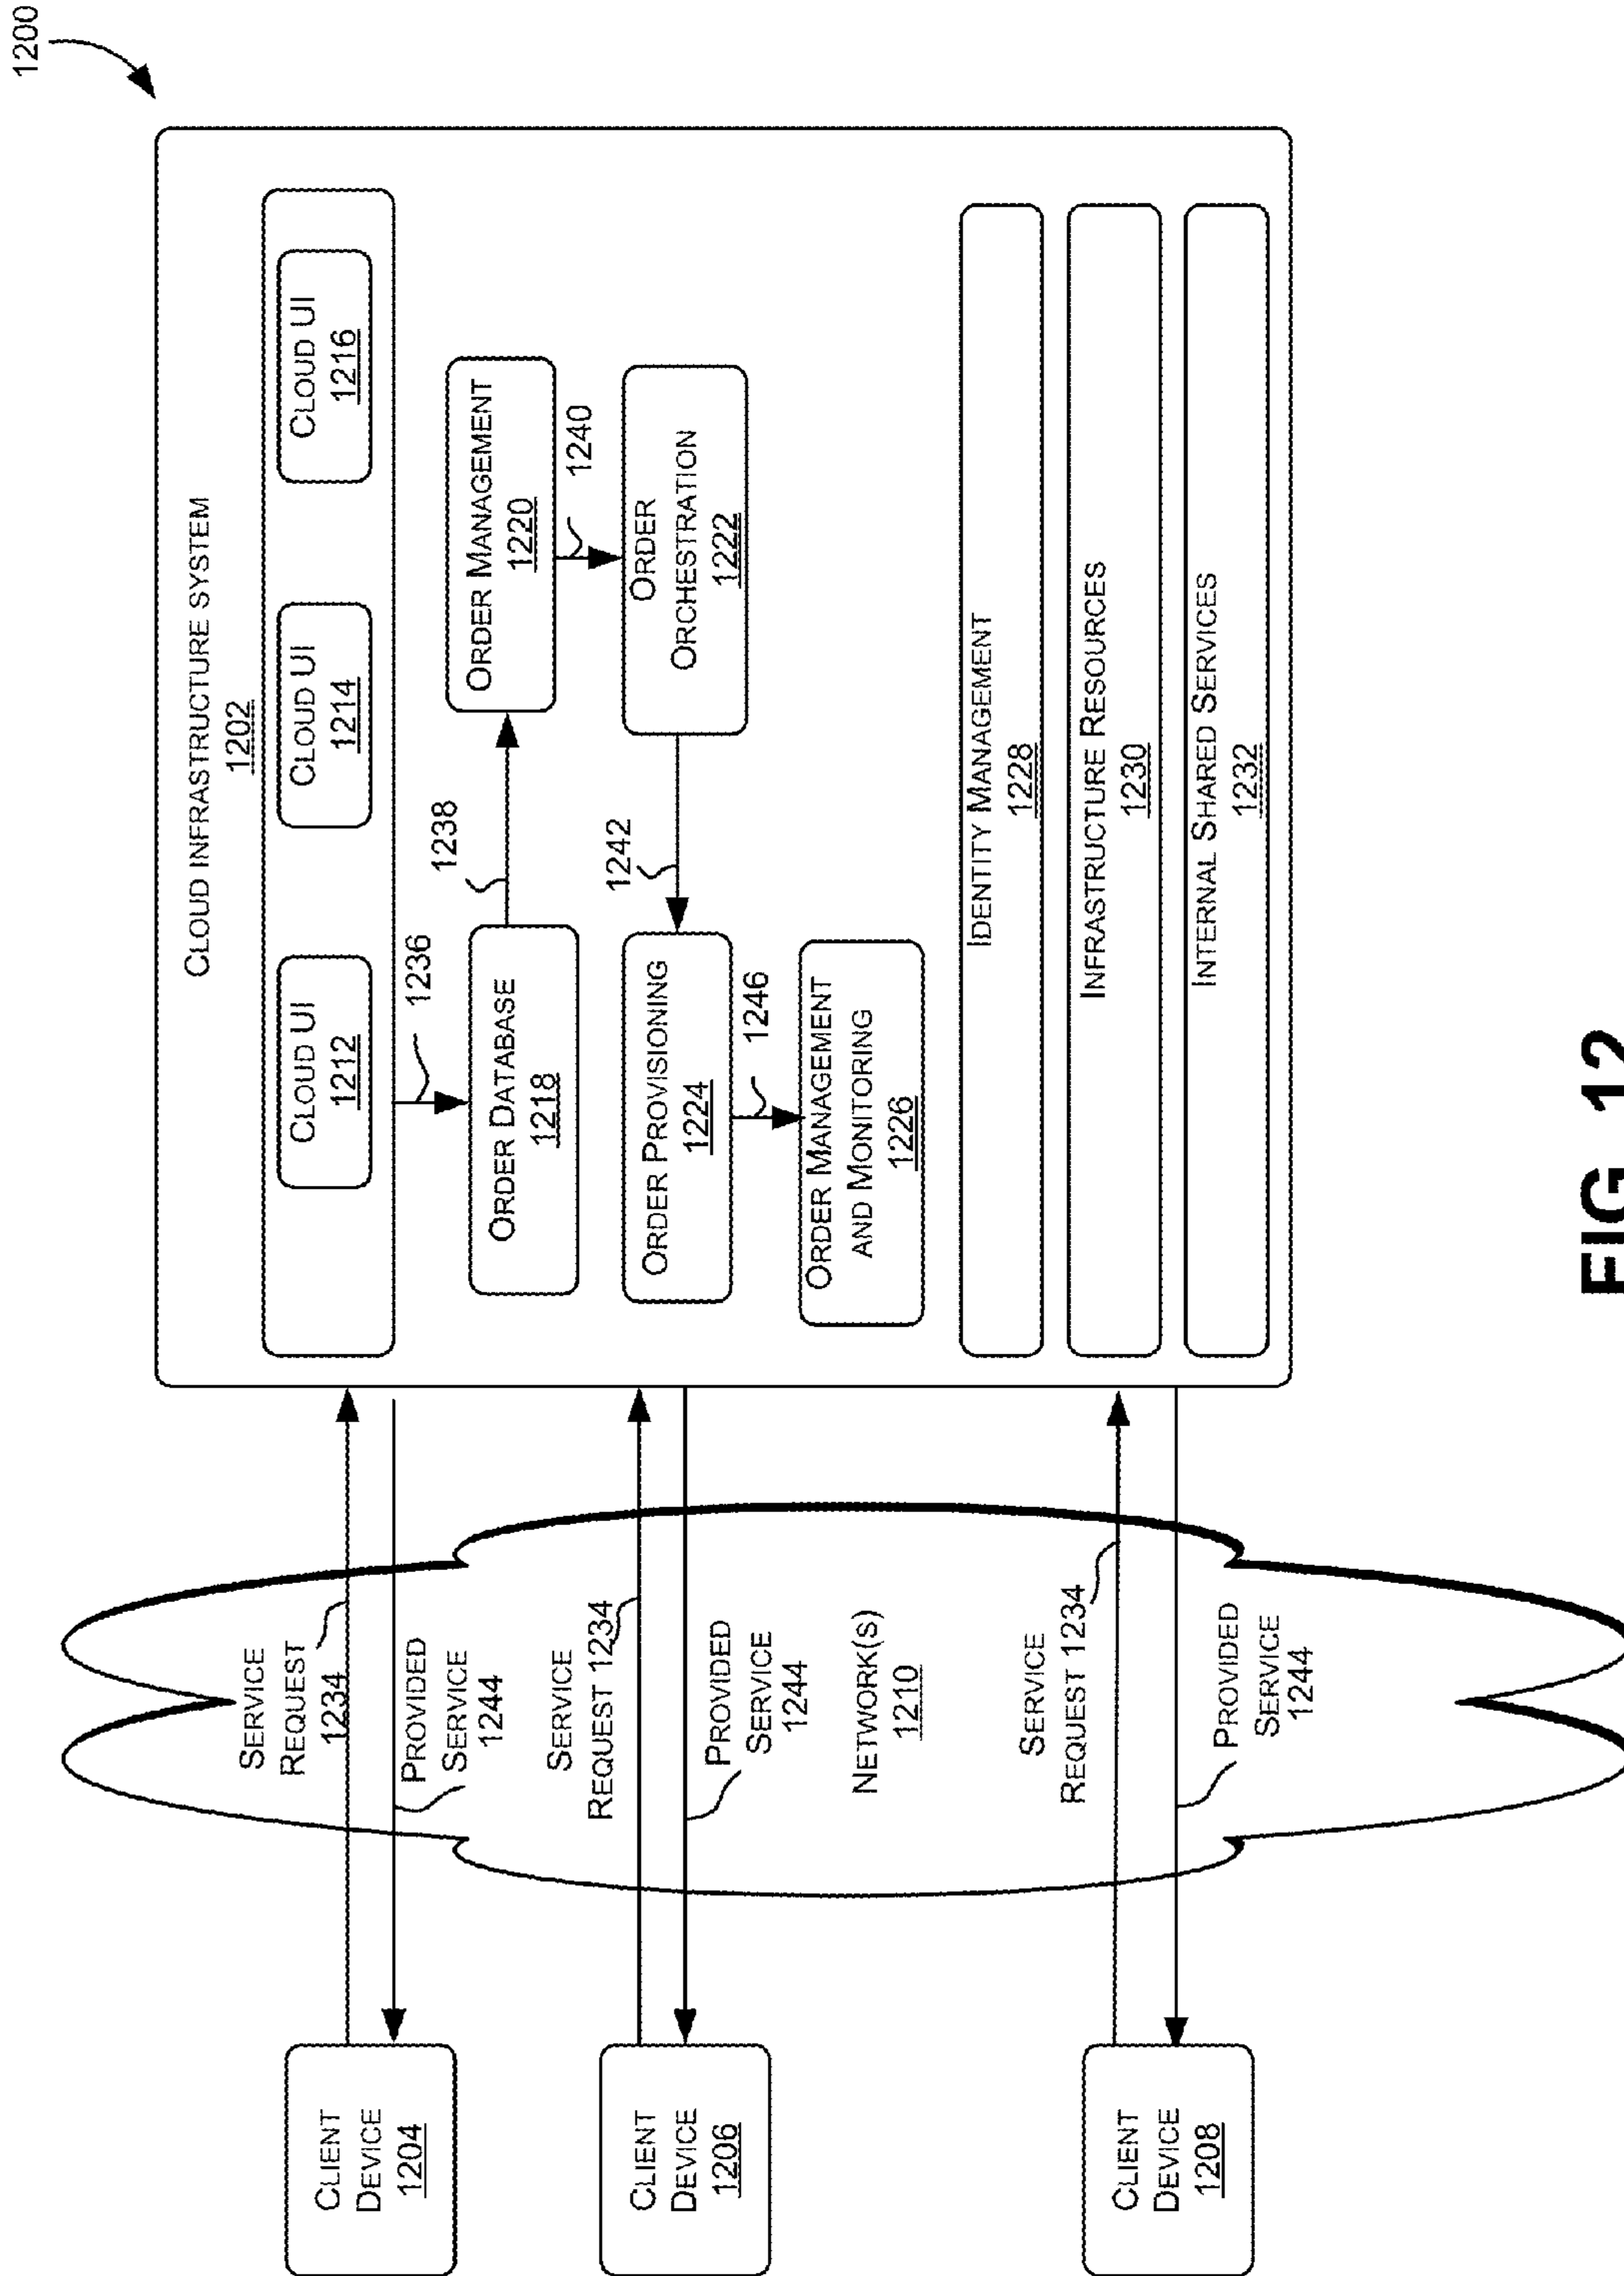 1200
CLOUD INFRASTRUCTURE SYSTEM
1202
CLOUD UI
1212
CLOUD UI
1214
CLOUD UI
1216
1236
ORDER DATABASE
1218
1238
ORDER MANAGEMENT
1220
1240
ORDER
ORCHESTRATION
1222
1242
ORDER PROVISIONING
1224
1246
ORDER MANAGEMENT
AND MONITORING
1226
IDENTITY MANAGEMENT
1228
INFRASTRUCTURE RESOURCES
1230
INTERNAL SHARED SERVICES
1232
CLIENT
DEVICE
1204
SERVICE
REQUEST
1234
PROVIDED
SERVICE
1244
CLIENT
DEVICE
1206
SERVICE
REQUEST 1234
PROVIDED
SERVICE
1244
NETWORK(S)
1210
CLIENT
DEVICE
1208
SERVICE
REQUEST 1234
PROVIDED
SERVICE
1244
FIG. 12